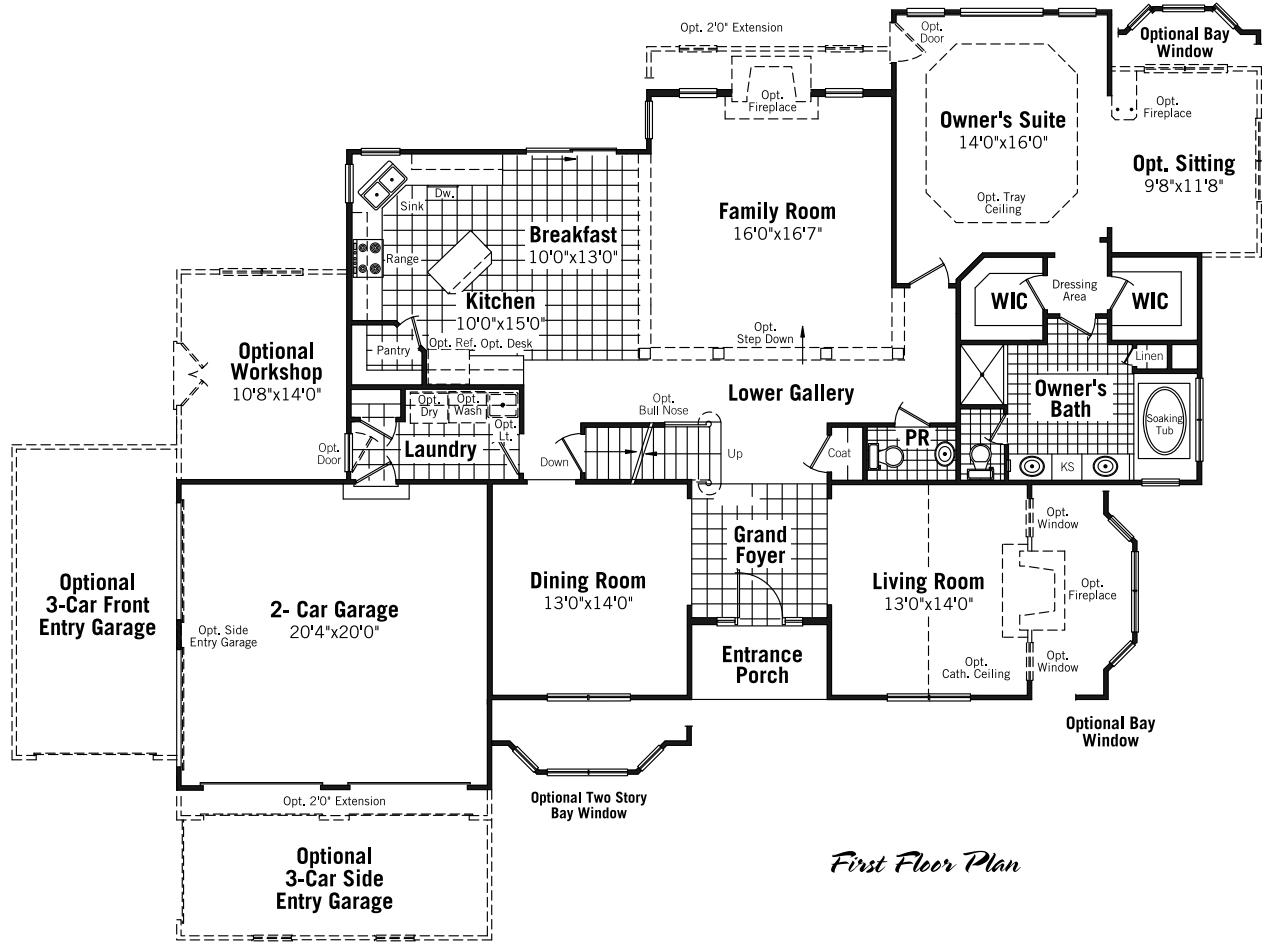 Opt. 2'0" Extension
Opt.
Door
Optional Bay
Window
Opt.
Fireplace
Opt.
Fireplace
Owner's Suite
14'0"x16'0"
Opt. Sitting
9'8"x11'8"
Opt. Tray
Ceiling
Dw.
Sink
Family Room
16'0"x16'7"
Breakfast
10'0"x13'0"
Range
Kitchen
10'0"x15'0"
WIC
Dressing
Area
WIC
Opt.
Step Down
Pantry
Opt. Ref.
Opt. Desk
Optional
Workshop
10'8"x14'0"
Linen
Owner's
Bath
Lower Gallery
Opt.
Dry
Opt.
Wash
Opt.
Lt.
Opt.
Bull Nose
Soaking
Tub
PR
Opt.
Door
Laundry
Down
Up
Coat
KS
Grand
Foyer
Opt.
Window
Optional
3-Car Front
Entry Garage
2- Car Garage
20'4"x20'0"
Dining Room
13'0"x14'0"
Living Room
13'0"x14'0"
Opt.
Fireplace
Opt. Side
Entry Garage
Entrance
Porch
Opt.
Cath. Ceiling
Opt.
Window
Optional Bay
Window
Opt. 2'0" Extension
Optional Two Story
Bay Window
Optional
3-Car Side
Entry Garage
First Floor Plan